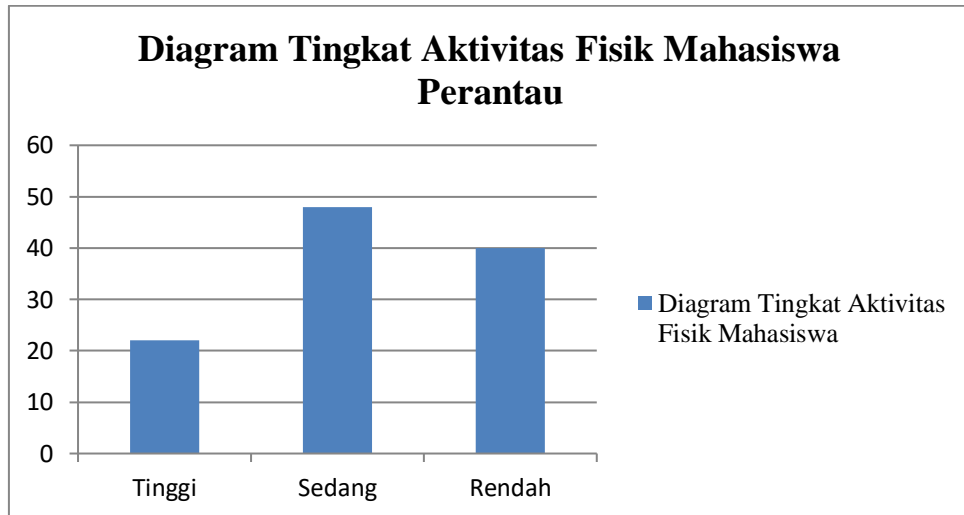 Diagram Tingkat Aktivitas Fisik Mahasiswa
Perantau
60
50
40
30
20
10
0
Tinggi
Sedang
Rendah
Diagram Tingkat Aktivitas
Fisik Mahasiswa